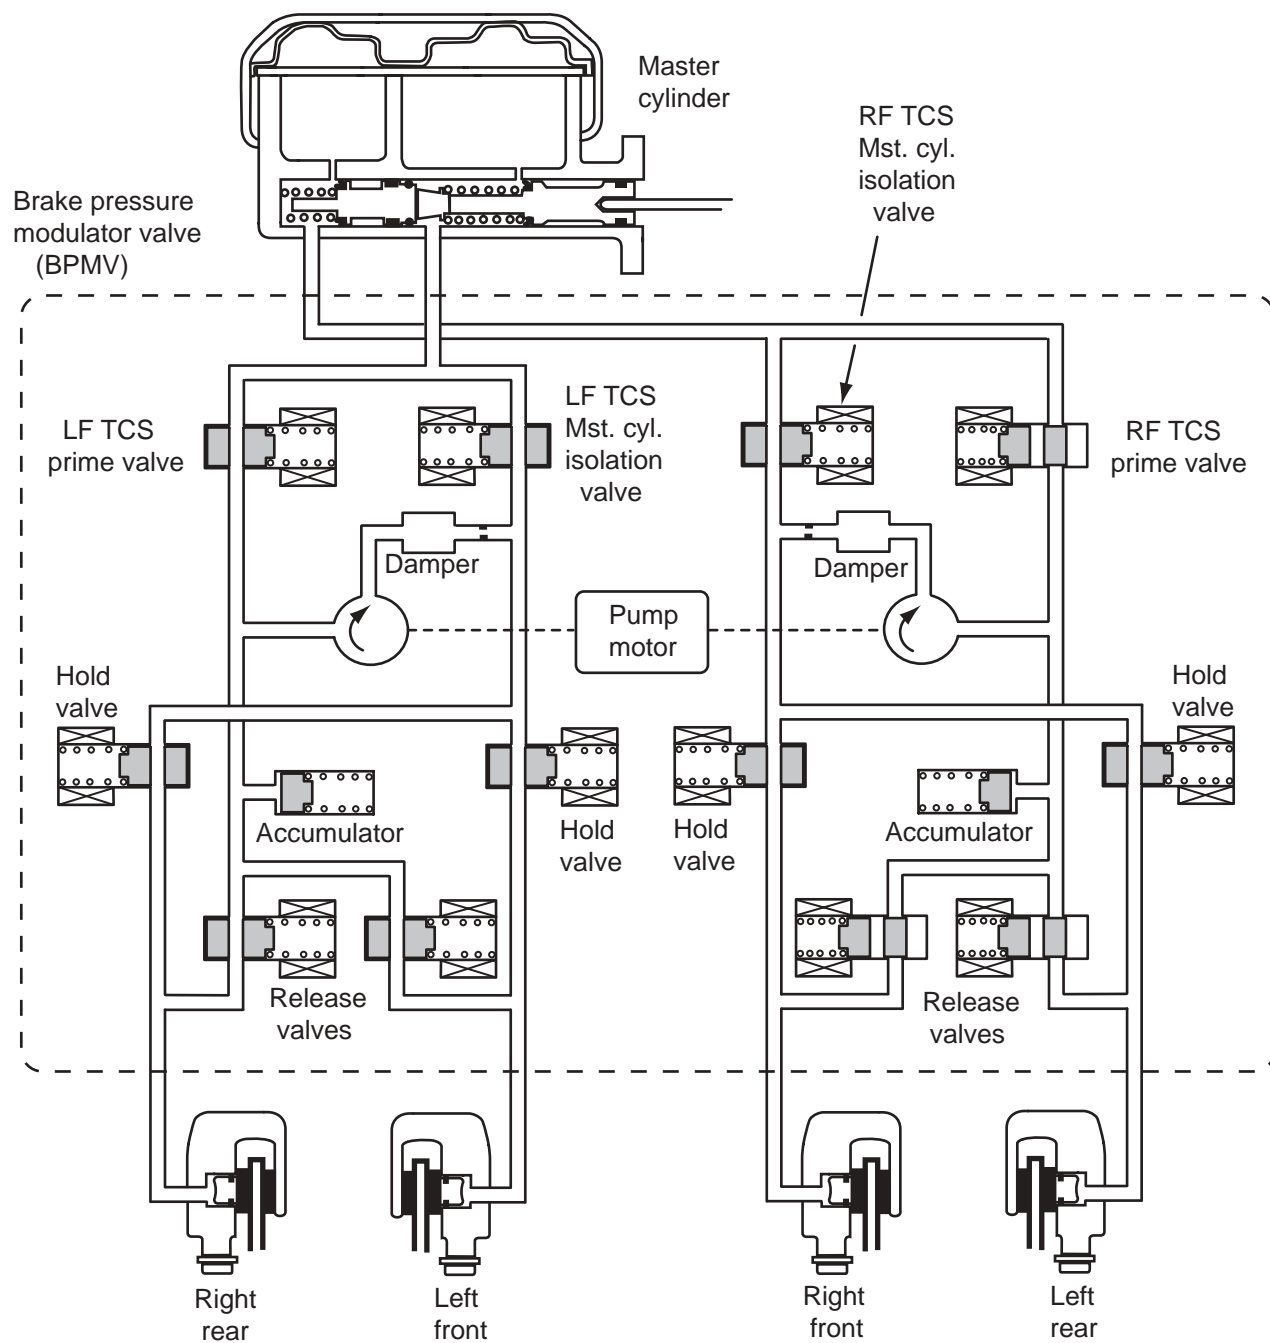 Master
cylinder
RF TCS
Mst. cyl.
isolation
valve
Brake pressure
modulator valve
(BPMV)
LF TCS
prime valve
LF TCS
Mst. cyl.
isolation
valve
RF TCS
prime valve
Damper
Damper
Pump
motor
Hold
valve
Hold
valve
Accumulator
Hold
valve
Hold
valve
Accumulator
Release
valves
Release
valves
Right
rear
Left
front
Right
front
Left
rear